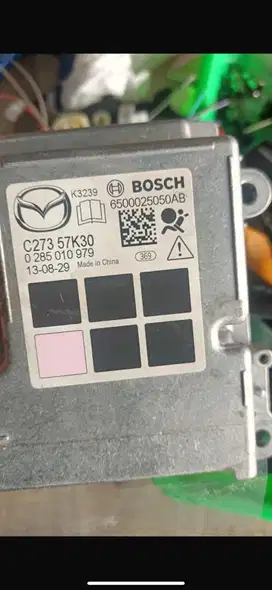 K3239
BOSCH
6500025050AB
C273 57K30
0 285 010 979
13-08-29 Made in China
369